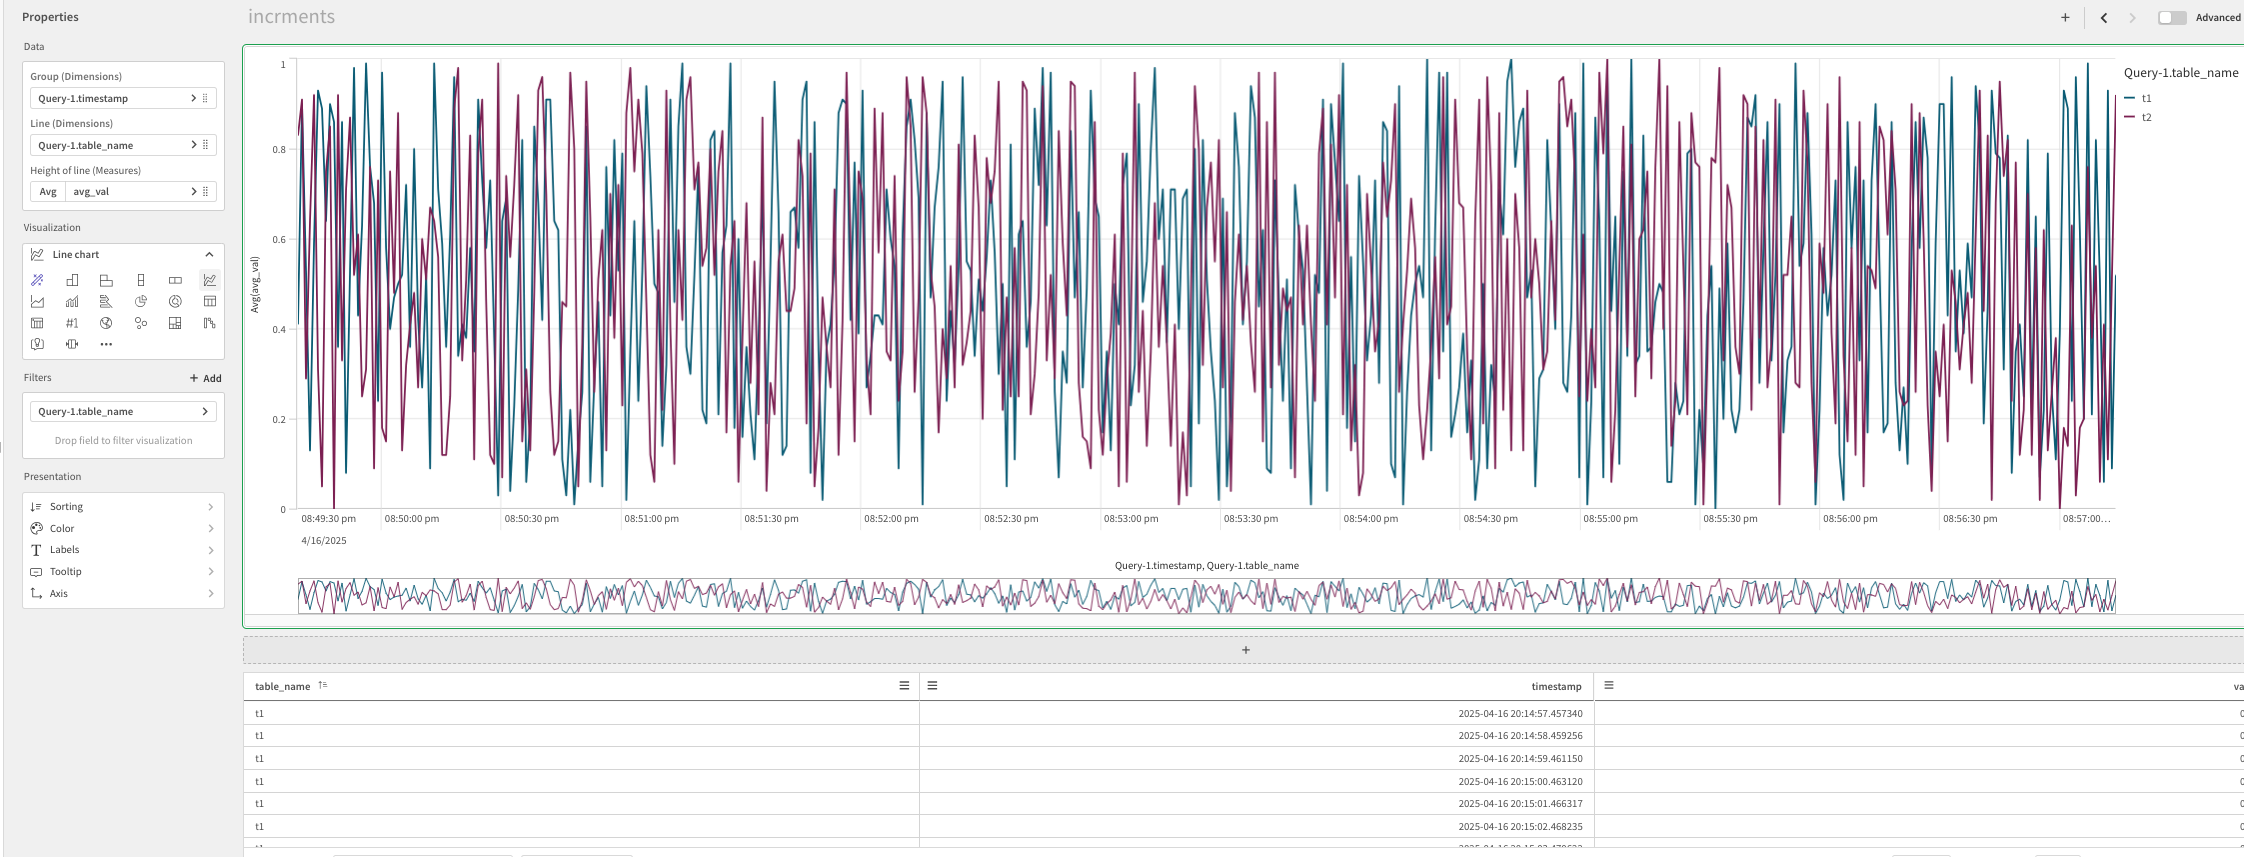 Properties
incrments
Advanced
Data
Group (Dimensions)
Query-1.timestamp
Line (Dimensions)
Query-1.table_name
Height of line (Measures)
Avg avg_val
Visualization
Line chart
#1
Filters
Add
Query-1.table_name
Drop field to filter visualization
Presentation
Sorting
Color
Labels
Tooltip
Axis
Query-1.table_name
t1
t2
Avg(avg_val)
1
0.8
0.6
0.4
0.2
0
08:49:30 pm 08:50:00 pm 08:50:30 pm 08:51:00 pm 08:51:30 pm 08:52:00 pm 08:52:30 pm 08:53:00 pm 08:53:30 pm 08:54:00 pm 08:54:30 pm 08:55:00 pm 08:55:30 pm 08:56:00 pm 08:56:30 pm 08:57:00...
4/16/2025
Query-1.timestamp, Query-1.table_name
table_name timestamp va
t1 2025-04-16 20:14:57.457340 0
t1 2025-04-16 20:14:58.459256 0
t1 2025-04-16 20:14:59.461150 0
t1 2025-04-16 20:15:00.463120 0
t1 2025-04-16 20:15:01.466317 0
t1 2025-04-16 20:15:02.468235 0